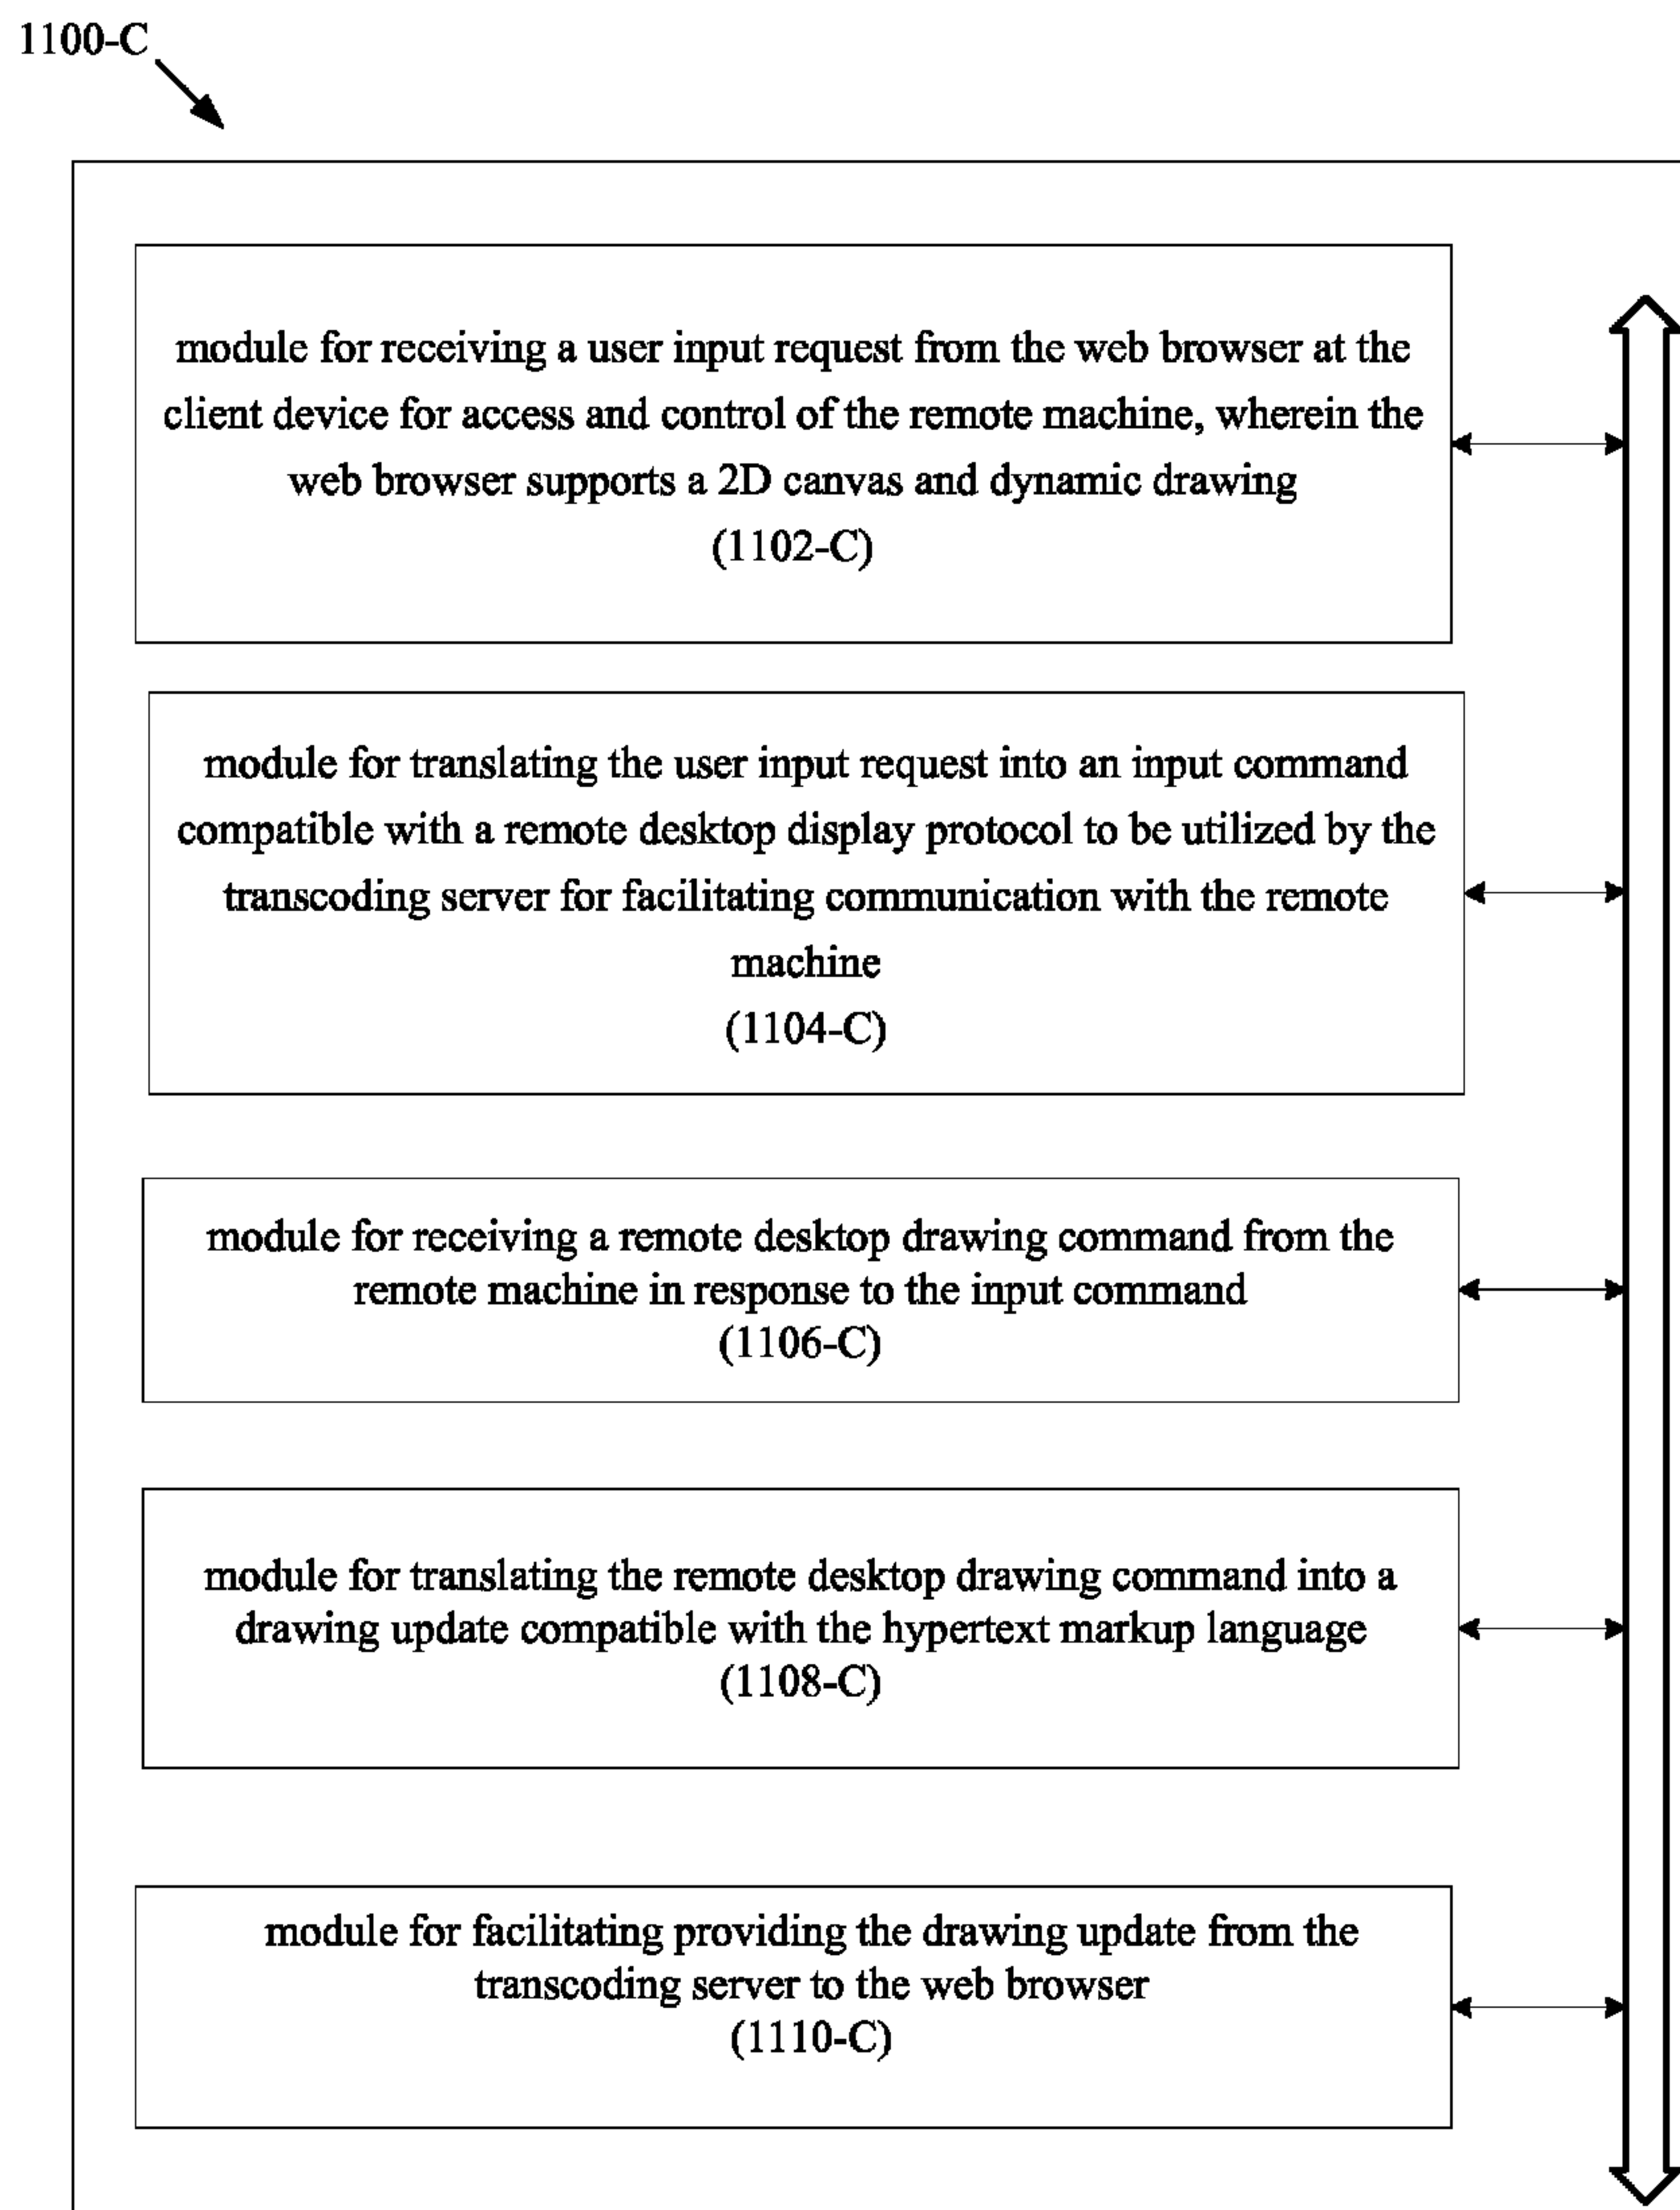 1100-C
module for receiving a user input request from the web browser at the
client device for access and control of the remote machine, wherein the
web browser supports a 2D canvas and dynamic drawing
(1102-C)
module for translating the user input request into an input command
compatible with a remote desktop display protocol to be utilized by the
transcoding server for facilitating communication with the remote
machine
(1104-C)
module for receiving a remote desktop drawing command from the
remote machine in response to the input command
(1106-C)
module for translating the remote desktop drawing command into a
drawing update compatible with the hypertext markup language
(1108-C)
module for facilitating providing the drawing update from the
transcoding server to the web browser
(1110-C)